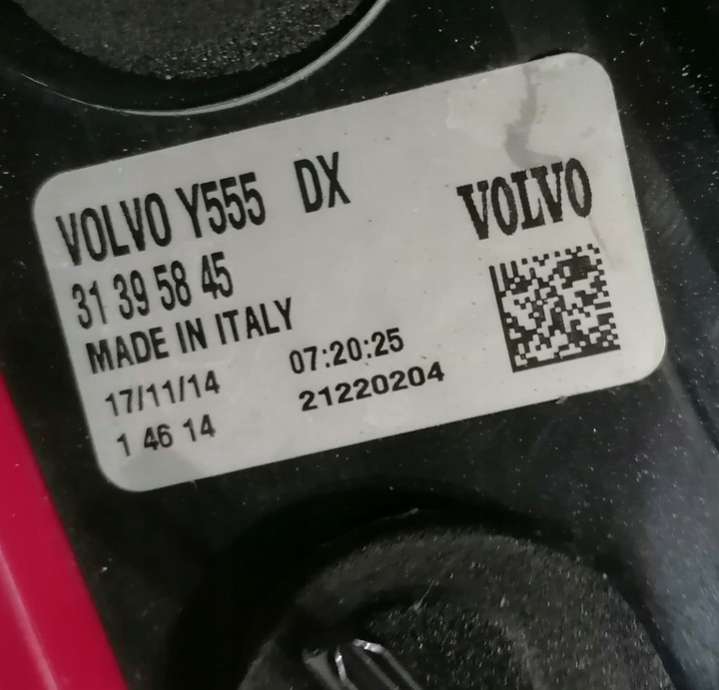 VOLVO Y555 DX
VOLVO
31 39 58 45
MADE IN ITALY
17/11/14 07:20:25
1 46 14 21220204